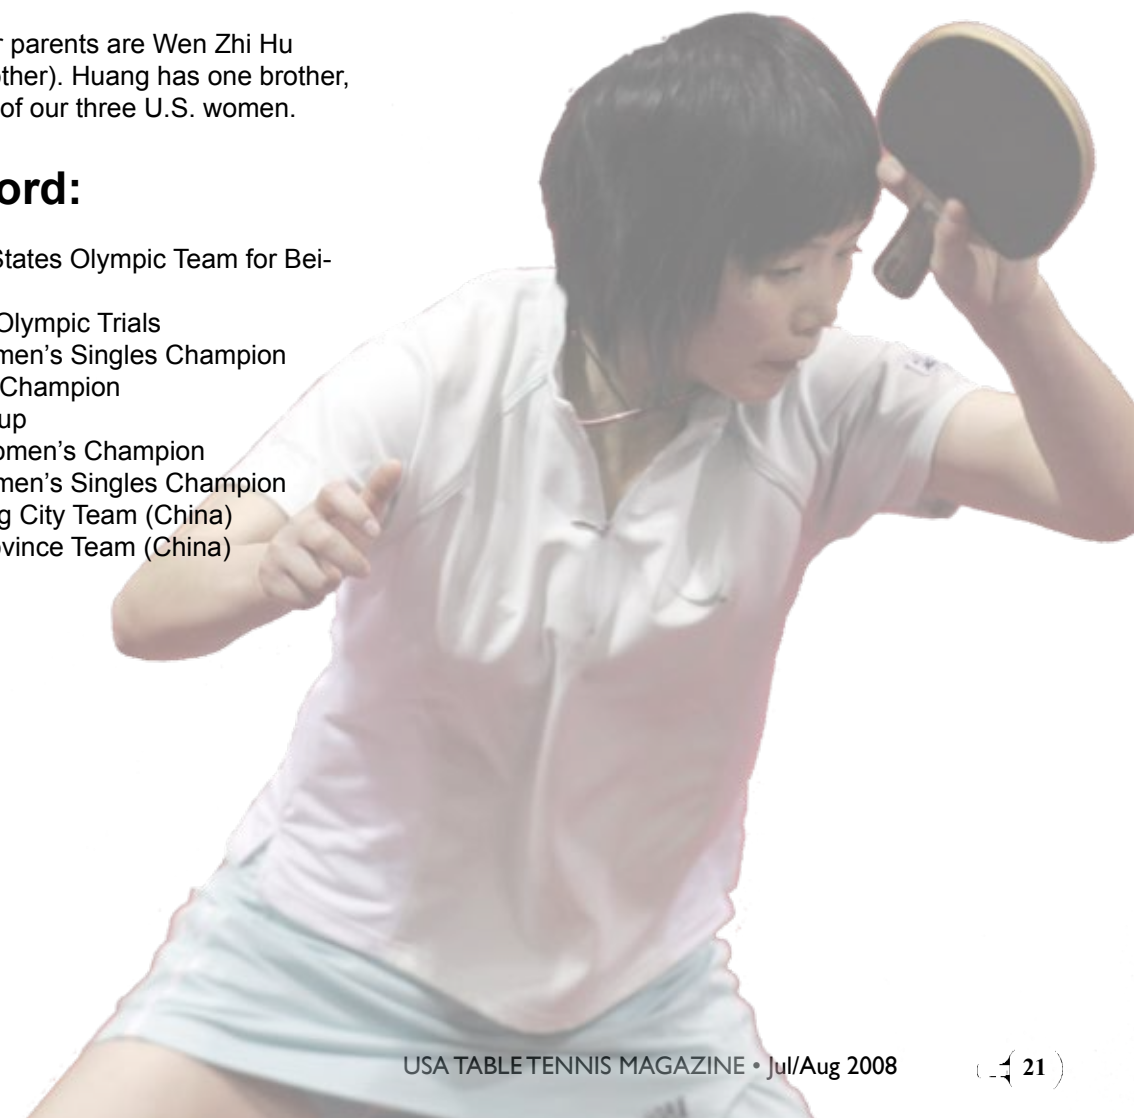 r parents are Wen Zhi Hu
other). Huang has one brother,
of our three U.S. women.
ord:
States Olympic Team for Bei-
Olympic Trials
men’s Singles Champion
Champion
up
omen’s Champion
men’s Singles Champion
g City Team (China)
ovince Team (China)
USA TABLE TENNIS MAGAZINE • Jul/Aug 2008 21